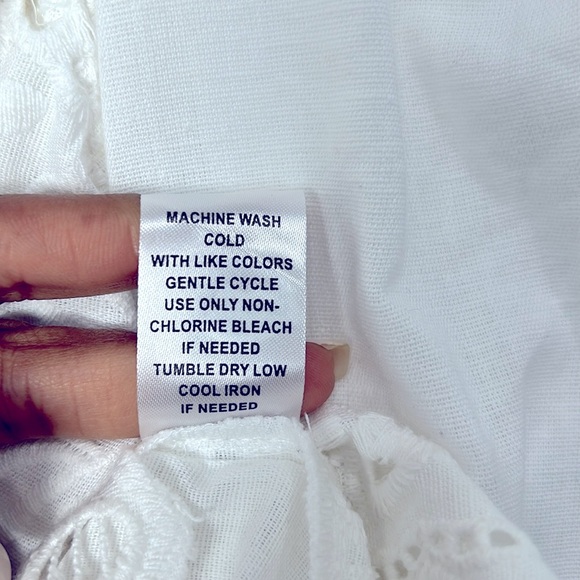 MACHINE WASH
COLD
WITH LIKE COLORS
GENTLE CYCLE
USE ONLY NON-
CHLORINE BLEACH
IF NEEDED
TUMBLE DRY LOW
COOL IRON
IF NEEDED